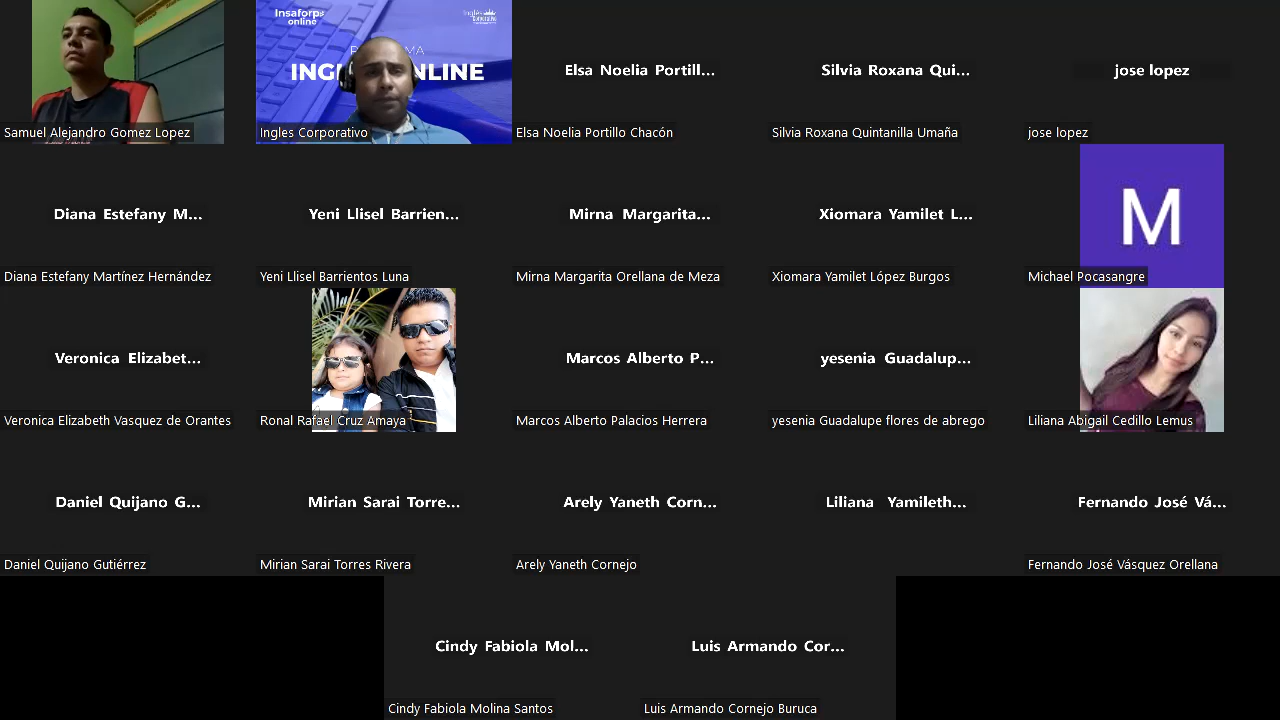 Insaforp online
Inglés Corporativo
INGL NLINE
Elsa Noelia Portill...
Silvia Roxana Qui...
jose lopez
Samuel Alejandro Gomez Lopez
Ingles Corporativo
Elsa Noelia Portillo Chacón
Silvia Roxana Quintanilla Umaña
jose lopez
Diana Estefany M...
Yeni Llisel Barrien...
Mirna Margarita...
Xiomara Yamilet L...
M
Diana Estefany Martínez Hernández
Yeni Llisel Barrientos Luna
Mirna Margarita Orellana de Meza
Xiomara Yamilet López Burgos
Michael Pocasangre
Veronica Elizabet...
Marcos Alberto P...
yesenia Guadalup...
Veronica Elizabeth Vasquez de Orantes
Ronal Rafael Cruz Amaya
Marcos Alberto Palacios Herrera
yesenia Guadalupe flores de abrego
Liliana Abigail Cedillo Lemus
Daniel Quijano G...
Mirian Sarai Torre...
Arely Yaneth Corn...
Liliana Yamileth...
Fernando José Vá...
Daniel Quijano Gutiérrez
Mirian Sarai Torres Rivera
Arely Yaneth Cornejo
Fernando José Vásquez Orellana
Cindy Fabiola Mol...
Luis Armando Cor...
Cindy Fabiola Molina Santos
Luis Armando Cornejo Buruca